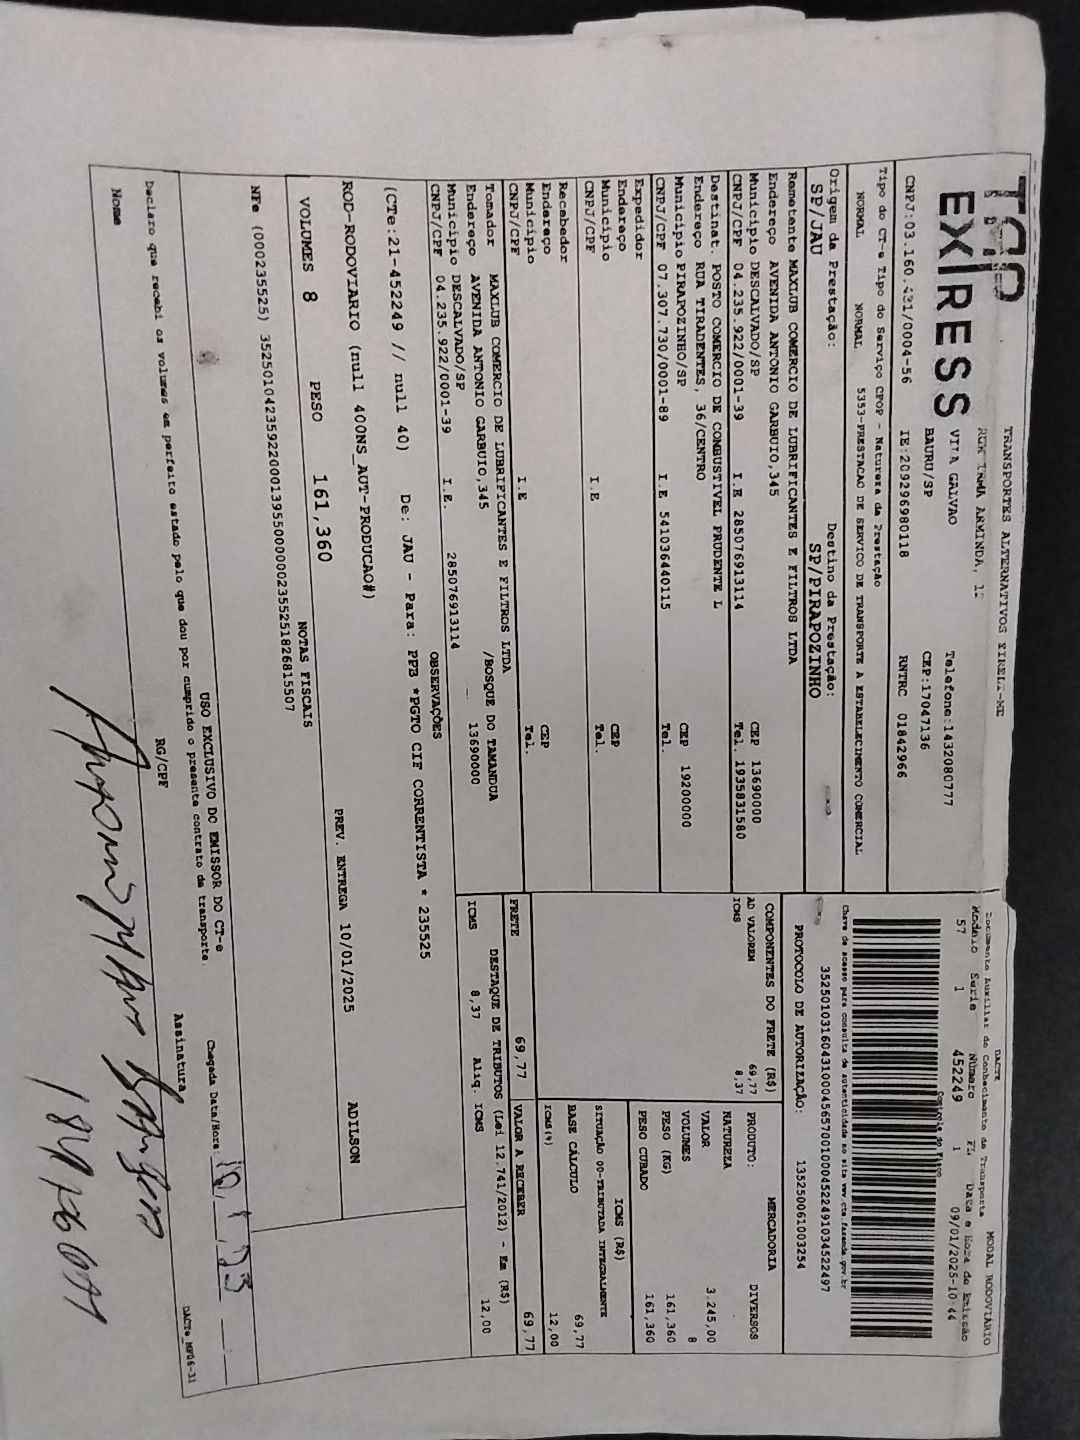 TRANSPORTES ALTERNATIVOS
EXPRESS
VILA GALVAO
Telefone:1432080777
BAURU/SP
CEP:17047136
CNPJ:03.160.431/0004-56 IE:209296980118 RNTRC 01842966
DACTE
Documento Auxiliar do Conhecimento de Transporte MODAL RODOVIÁRIO
Modelo Série Número FL Data e Hora de Emissão
57 1 452249 1 09/01/2025-10:44
Controle do Fisco
Chave de acesso para consulta de autenticidade no site www.cte.fazenda.gov.br
35250103160431000456570010004522491034522497
PROTOCOLO DE AUTORIZAÇÃO: 135250061003254
Tipo do CT-e Tipo do Serviço CFOP - Natureza da Prestação
NORMAL NORMAL 5353-PRESTACAO DE SERVICO DE TRANSPORTE A ESTABELECIMENTO COMERCIAL
Origem da Prestação: Destino da Prestação:
SP/JAU SP/PIRAPOZINHO
Remetente MAXLUB COMERCIO DE LUBRIFICANTES E FILTROS LTDA
Endereço AVENIDA ANTONIO GARBUIO,345
Município DESCALVADO/SP CEP 13690000
CNPJ/CPF 04.235.922/0001-39 I.E 285076913114 Tel. 1935831580
Destinat. POSTO COMERCIO DE COMBUSTIVEL PRUDENTE L
Endereço RUA TIRADENTES, 36/CENTRO
Município PIRAPOZINHO/SP CEP 19200000
CNPJ/CPF 07.307.730/0001-89 I.E 541036440115 Tel.
Expedidor
Endereço
Município CEP
CNPJ/CPF I.E Tel.
Recebedor
Endereço
Município CEP
CNPJ/CPF I.E Tel.
Tomador MAXLUB COMERCIO DE LUBRIFICANTES E FILTROS LTDA
Endereço AVENIDA ANTONIO GARBUIO,345 /BOSQUE DO TAMANDUA
Município DESCALVADO/SP 13690000
CNPJ/CPF 04.235.922/0001-39 I.E. 285076913114
COMPONENTES DO FRETE (R$)
AD VALOREM 69,77
ICMS 8,37
PRODUTO: MERCADORIA
NATUREZA DIVERSOS
VALOR 3.245,00
VOLUMES 8
PESO (KG) 161,360
PESO CUBADO 161,360
ICMS (R$)
SITUAÇÃO 00-TRIBUTADA INTEGRALMENTE
BASE CÁLCULO 69,77
ICMS(%) 12,00
FRETE 69,77 VALOR A RECEBER 69,77
DESTAQUE DE TRIBUTOS (Lei 12.741/2012) - Em (R$)
ICMS 8,37 Aliq. ICMS 12,00
OBSERVAÇÕES
(CTe:21-452249 // null 40) De: JAU - Para: PPB *PGTO CIF CORRENTISTA * 235525
ROD-RODOVIARIO (null 400NS_AUT-PRODUCAO#)
PREV. ENTREGA 10/01/2025 ADILSON
VOLUMES 8 PESO 161,360
NOTAS FISCAIS
NFe (000235525) 35250104235922000139550000002355251826815507
USO EXCLUSIVO DO EMISSOR DO CT-e
Declaro que recebi os volumes em perfeito estado pelo que dou por cumprido o presente contrato de transporte.
Chegada Data/Hora:
Nome RG/CPF Assinatura
DACTe_MF06-31